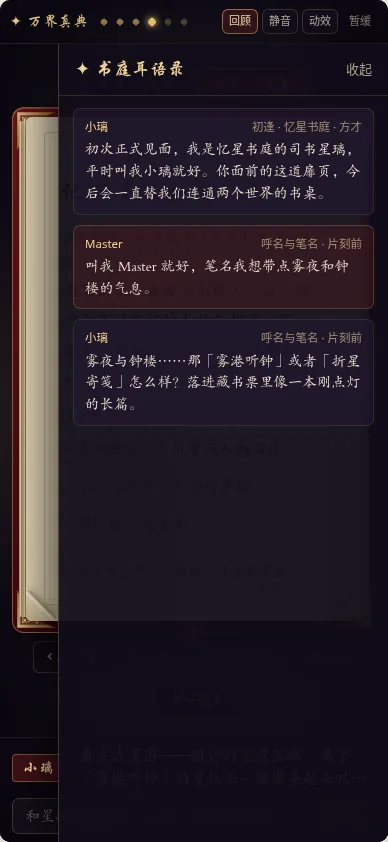 ✦ 万界真典
回顾 静音 动效 暂缓
✦ 书庭耳语录 收起
小璃 初逢 · 忆星书庭 · 方才
初次正式见面，我是忆星书庭的司书星璃，
平时叫我小璃就好。你面前的这道扉页，今
后会一直替我们连通两个世界的书桌。
Master 呼名与笔名 · 片刻前
叫我 Master 就好，笔名我想带点雾夜和钟
楼的气息。
小璃 呼名与笔名 · 片刻前
雾夜与钟楼……那「雾港听钟」或者「折星
寄笺」怎么样？落进藏书票里像一本刚点灯
的长篇。
小璃
和星